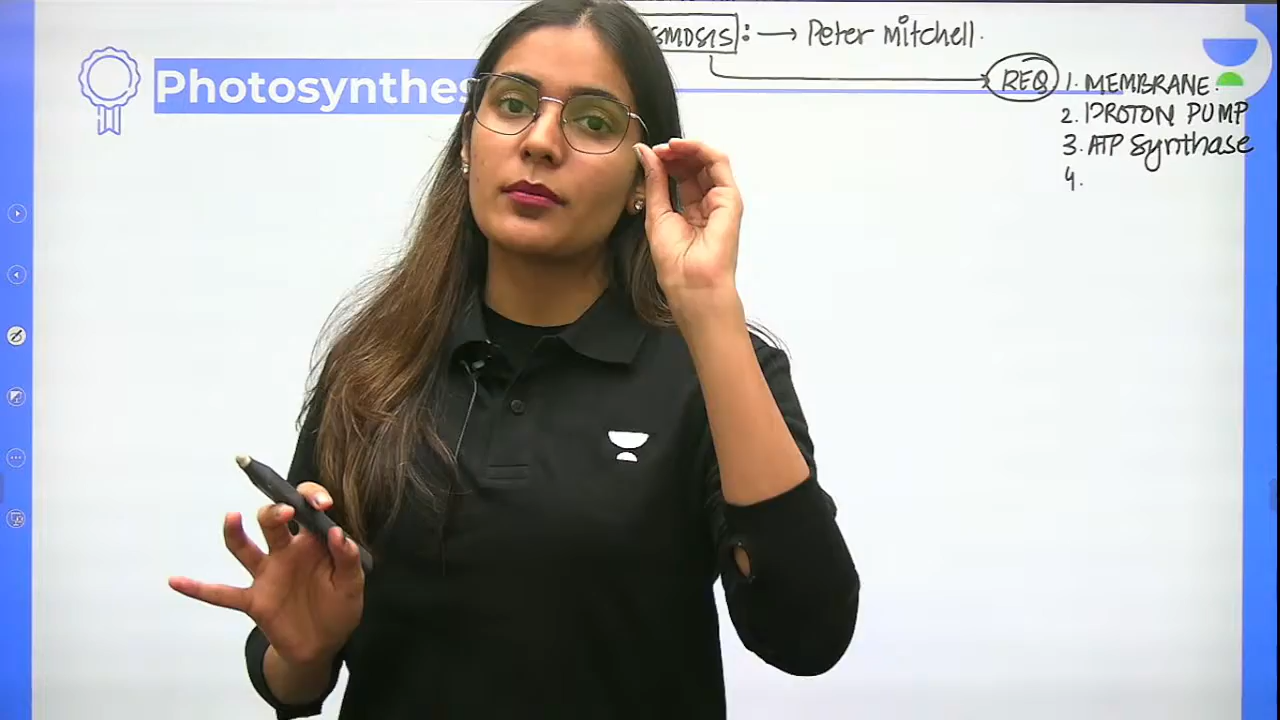 SMOSIS : → Peter Mitchell.
Photosynthes
REQ 1. MEMBRANE.
2. PROTON PUMP
3. ATP Synthase
4.